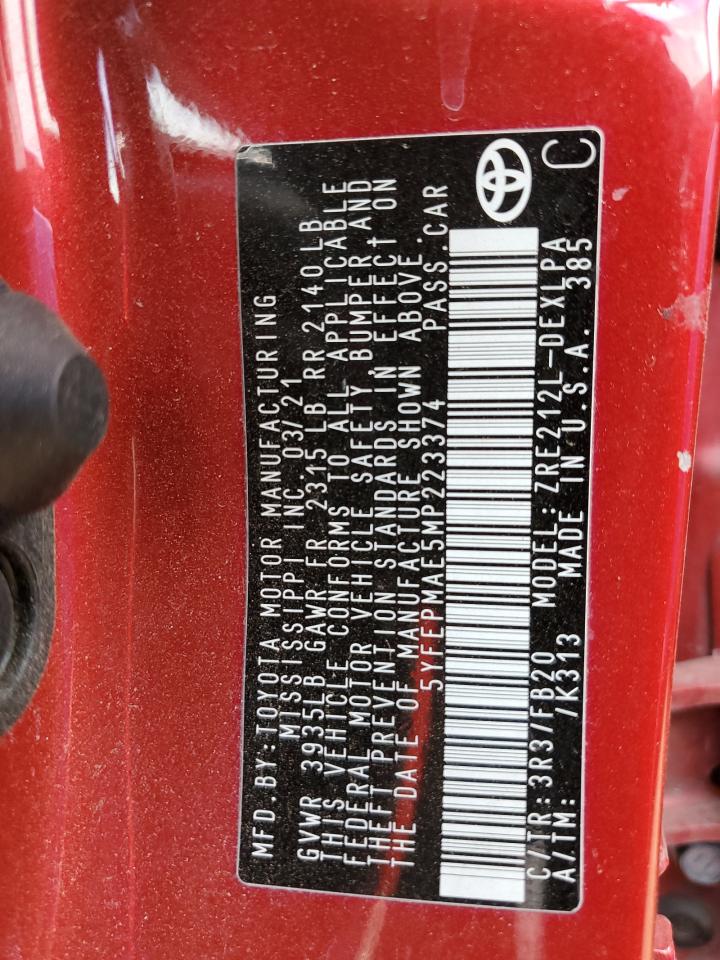 MFD.BY:TOYOTA MOTOR MANUFACTURING
MISSISSIPPI INC 03/21
GVWR 3935LB GAWR FR 2315LB RR 2140LB
THIS VEHICLE CONFORMS TO ALL APPLICABLE
FEDERAL MOTOR VEHICLE SAFETY, BUMPER AND
THEFT PREVENTION STANDARDS IN EFFECT ON
THE DATE OF MANUFACTURE SHOWN ABOVE.
5YFEPMAE5MP223374 PASS.CAR
C/TR:3R3/FB20 MODEL:ZRE212L-DEXLPA
A/TM: /K313 MADE IN U.S.A. 385
C